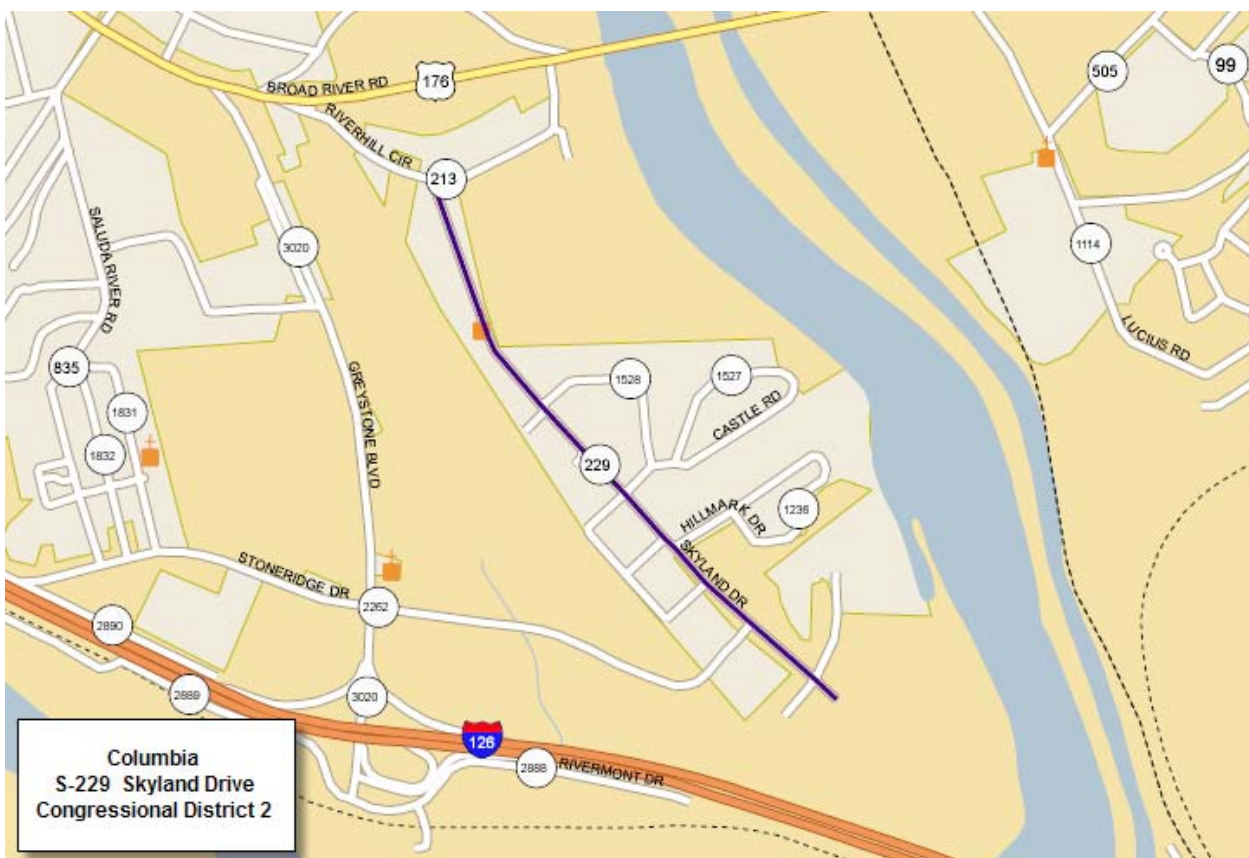 BROAD RIVER RD
176
505
99
RIVERHILL CIR
213
SALUDA RIVER RD
3020
1114
LUCIUS RD
835
GREYSTONE BLVD
1528
1527
CASTLE RD
1831
1832
229
HILLMARK DR
1236
SKYLAND DR
STONERIDGE DR
2262
2890
2889
3020
126
2888
RIVERMONT DR
Columbia
S-229 Skyland Drive
Congressional District 2